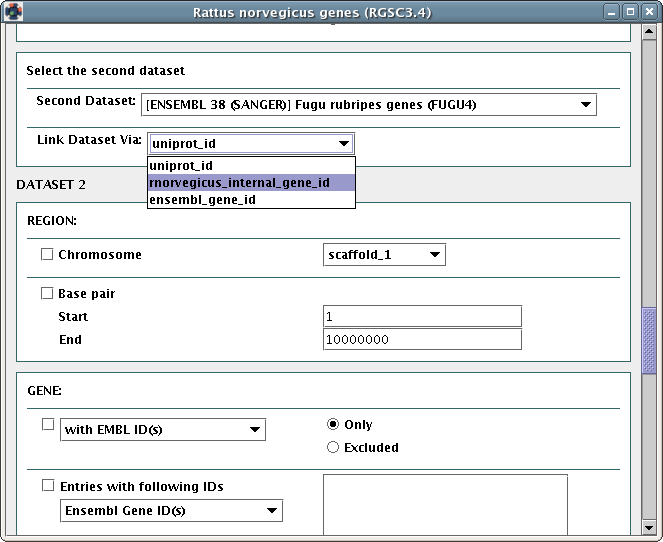 Rattus norvegicus genes (RGSC3.4)
Select the second dataset
Second Dataset: [ENSEMBL 38 (SANGER)] Fugu rubripes genes (FUGU4)
Link Dataset Via: uniprot_id
uniprot_id
rnorvegicus_internal_gene_id
ensembl_gene_id
DATASET 2
REGION:
Chromosome scaffold_1
Base pair
Start 1
End 10000000
GENE:
with EMBL ID(s) Only
Excluded
Entries with following IDs
Ensembl Gene ID(s)